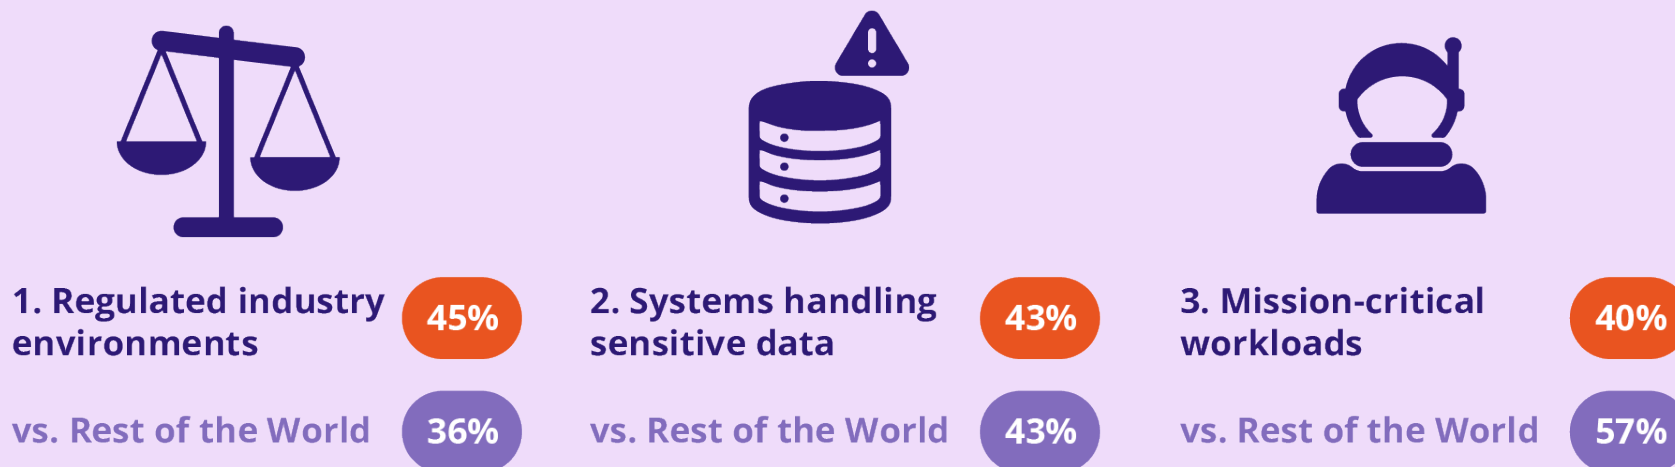 1. Regulated industry
environments
45%
vs. Rest of the World
36%
2. Systems handling
sensitive data
43%
vs. Rest of the World
43%
3. Mission-critical
workloads
40%
vs. Rest of the World
57%